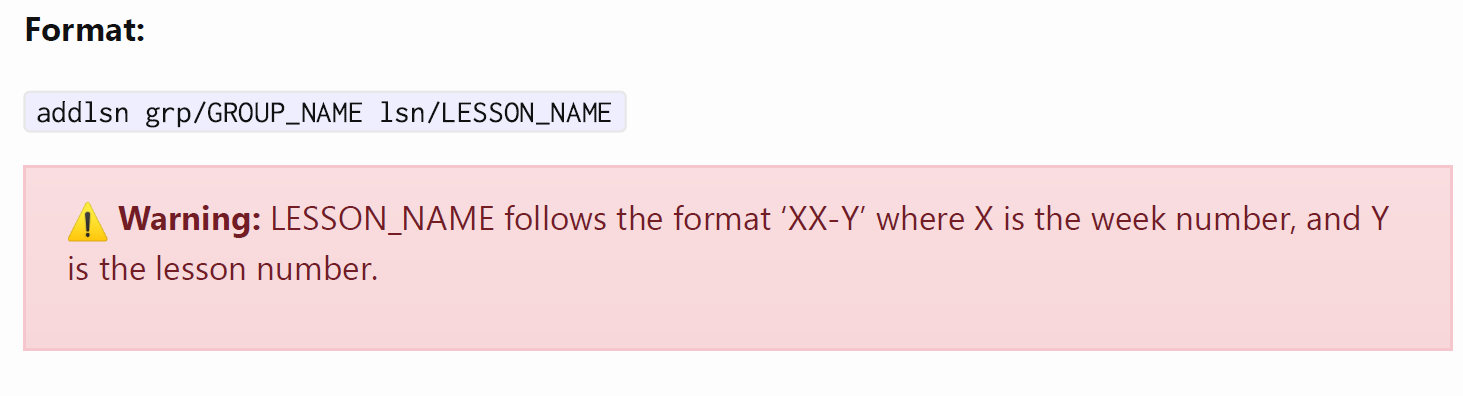 Format:
addlsn grp/GROUP_NAME lsn/LESSON_NAME
⚠️ Warning: LESSON_NAME follows the format ‘XX-Y’ where X is the week number, and Y
is the lesson number.